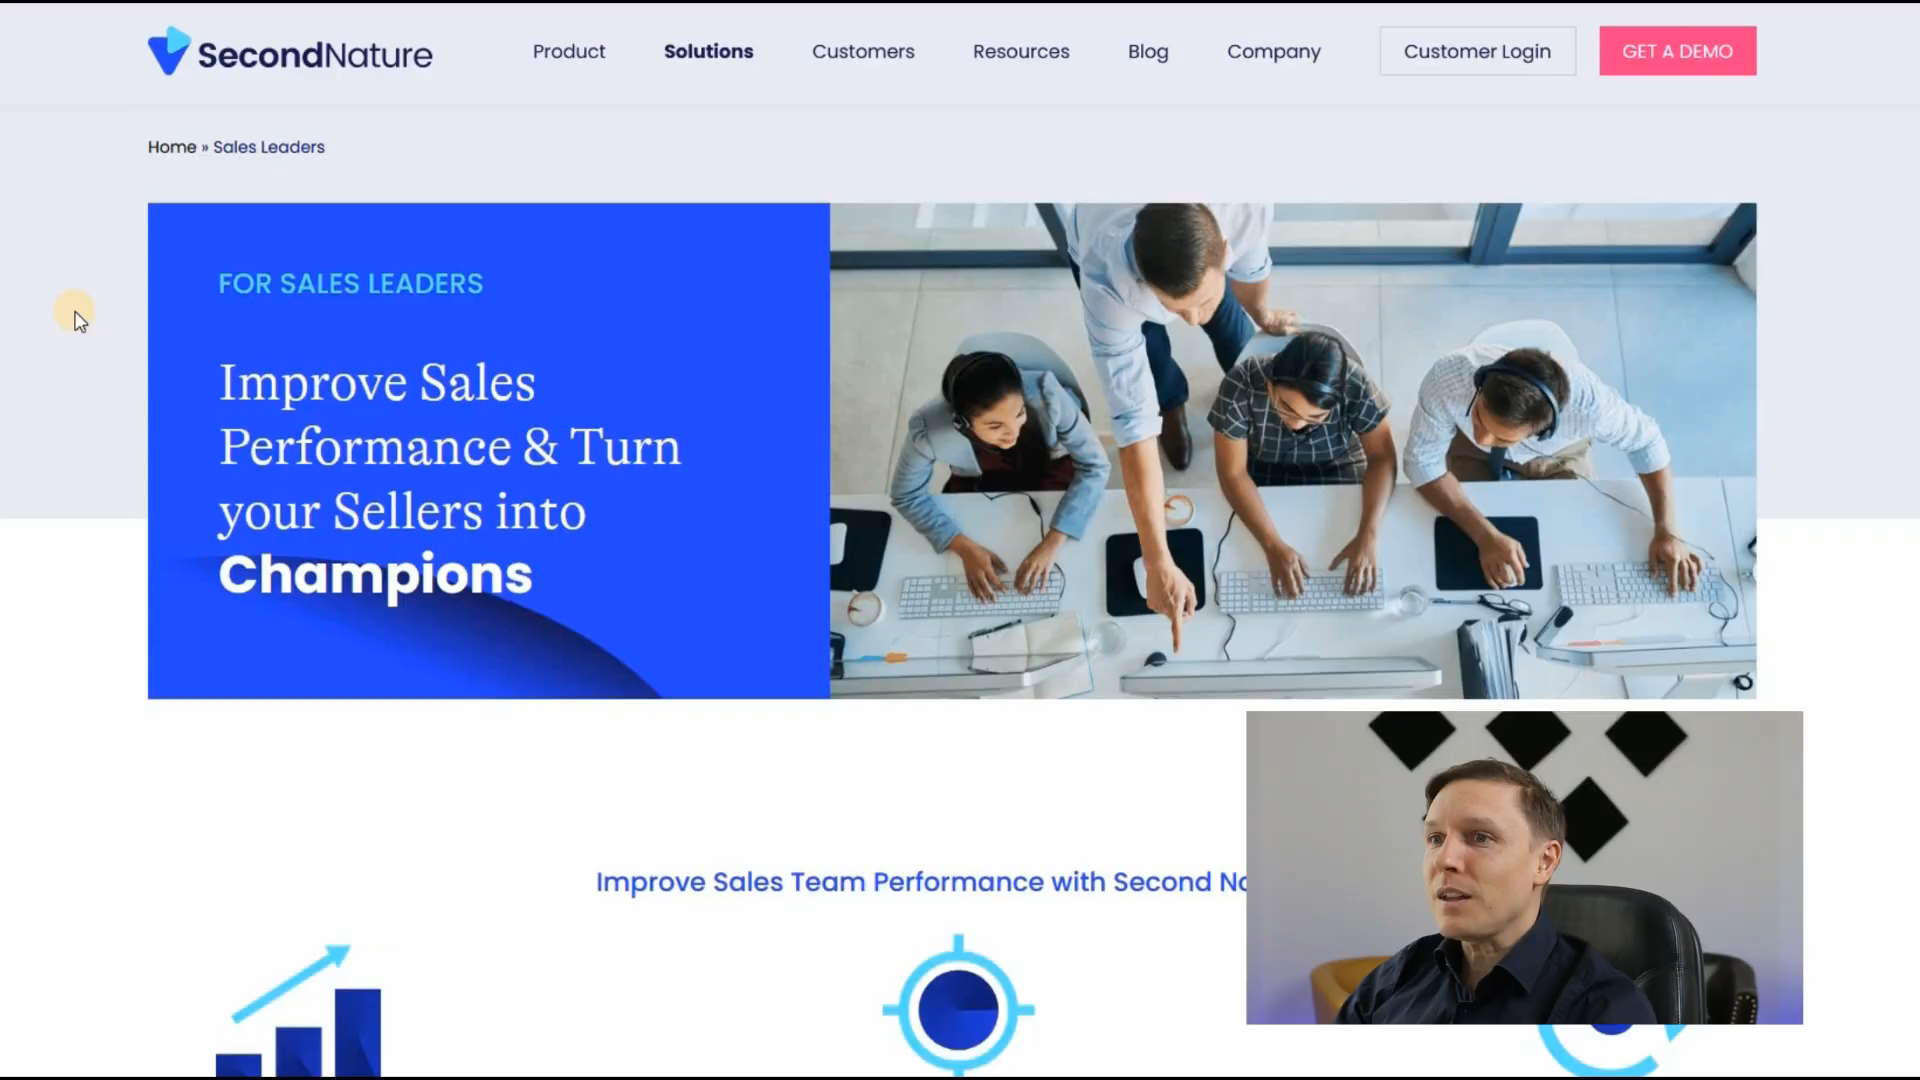 SecondNature
Product
Solutions
Customers
Resources
Blog
Company
Customer Login
GET A DEMO
Home » Sales Leaders
FOR SALES LEADERS
Improve Sales
Performance & Turn
your Sellers into
Champions
Improve Sales Team Performance with Second